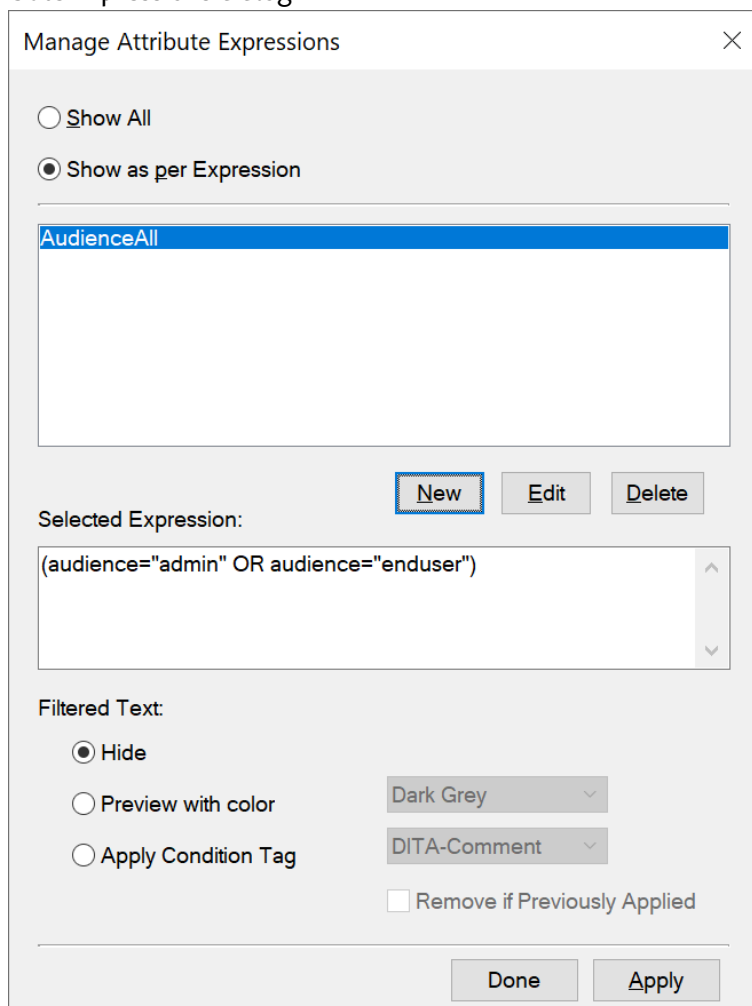 Manage Attribute Expressions
Show All
Show as per Expression
AudienceAll
New Edit Delete
Selected Expression:
(audience="admin" OR audience="enduser")
Filtered Text:
Hide
Preview with color Dark Grey
Apply Condition Tag DITA-Comment
Remove if Previously Applied
Done Apply